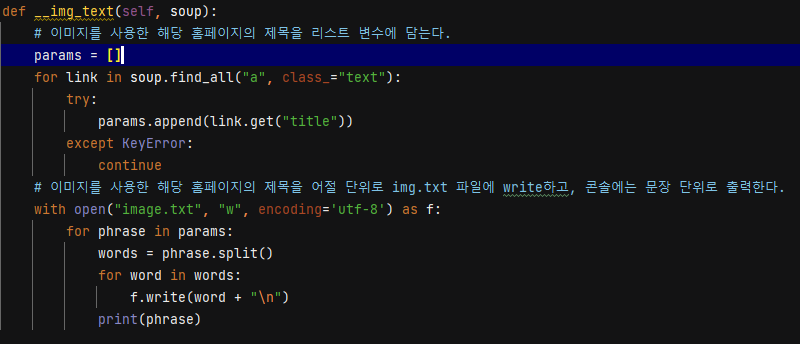 def __img_text(self, soup):
    # 이미지를 사용한 해당 홈페이지의 제목을 리스트 변수에 담는다.
    params = []
    for link in soup.find_all("a", class_="text"):
        try:
            params.append(link.get("title"))
        except KeyError:
            continue
    # 이미지를 사용한 해당 홈페이지의 제목을 어절 단위로 img.txt 파일에 write하고, 콘솔에는 문장 단위로 출력한다.
    with open("image.txt", "w", encoding='utf-8') as f:
        for phrase in params:
            words = phrase.split()
            for word in words:
                f.write(word + "\n")
            print(phrase)